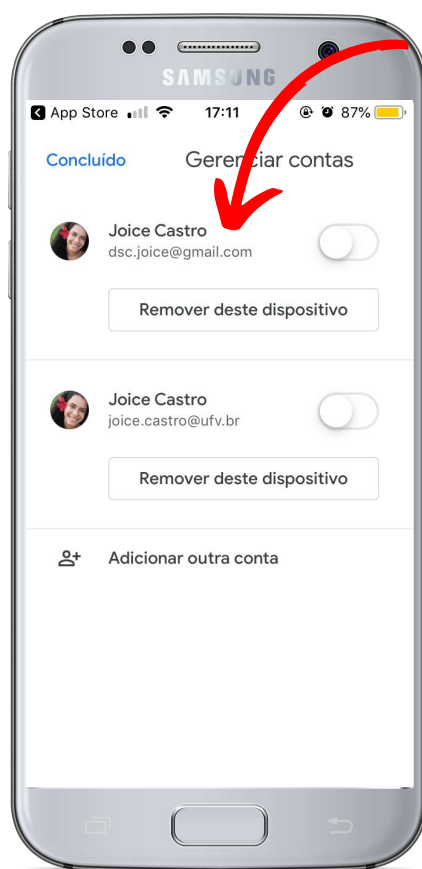 SAMSUNG
App Store 17:11 87%
Concluído Gerenciar contas
Joice Castro
dsc.joice@gmail.com
Remover deste dispositivo
Joice Castro
joice.castro@ufv.br
Remover deste dispositivo
Adicionar outra conta